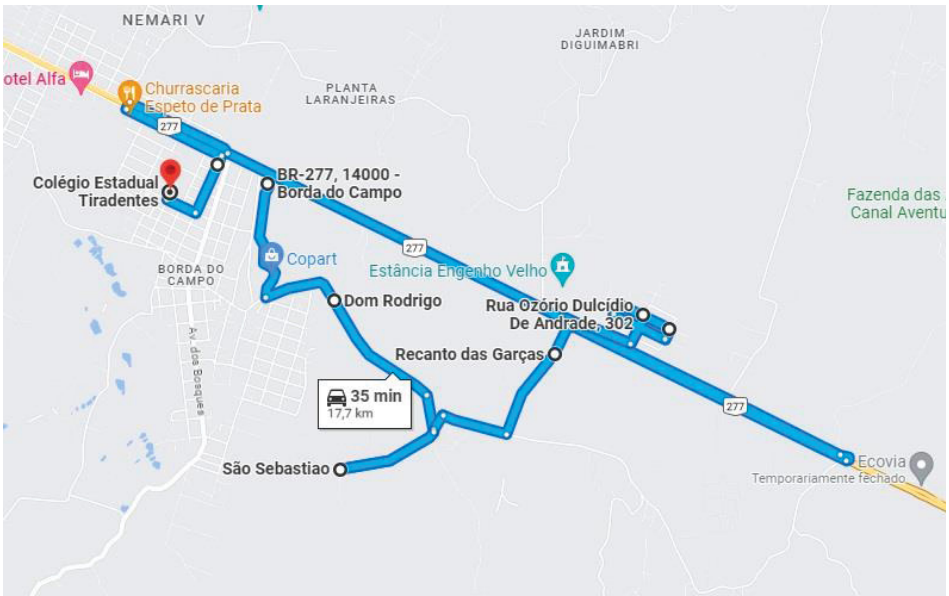 NEMARI V
JARDIM
DIGUIMABRI
otel Alfa
Churrascaria
Espeto de Prata
PLANTA
LARANJEIRAS
277
Colégio Estadual
Tiradentes
BR-277, 14000 -
Borda do Campo
Fazenda das
Canal Aventu
277
Copart
Estância Engenho Velho
BORDA DO
CAMPO
Dom Rodrigo
Rua Ozório Dulcídio
De Andrade, 302
Recanto das Garças
Av. dos Bosques
35 min
17,7 km
277
São Sebastiao
Ecovia
Temporariamente fechado